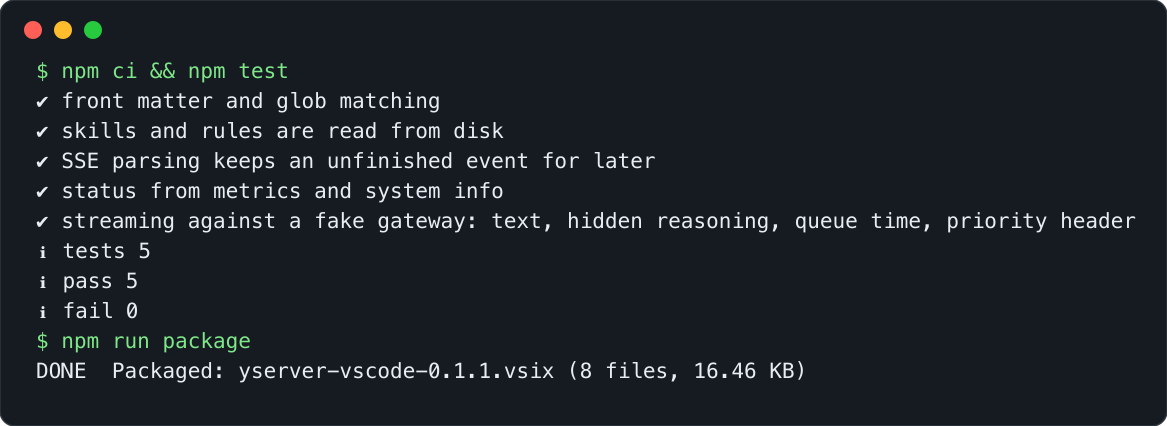 $ npm ci && npm test
✔ front matter and glob matching
✔ skills and rules are read from disk
✔ SSE parsing keeps an unfinished event for later
✔ status from metrics and system info
✔ streaming against a fake gateway: text, hidden reasoning, queue time, priority header
ℹ tests 5
ℹ pass 5
ℹ fail 0
$ npm run package
DONE  Packaged: yserver-vscode-0.1.1.vsix (8 files, 16.46 KB)